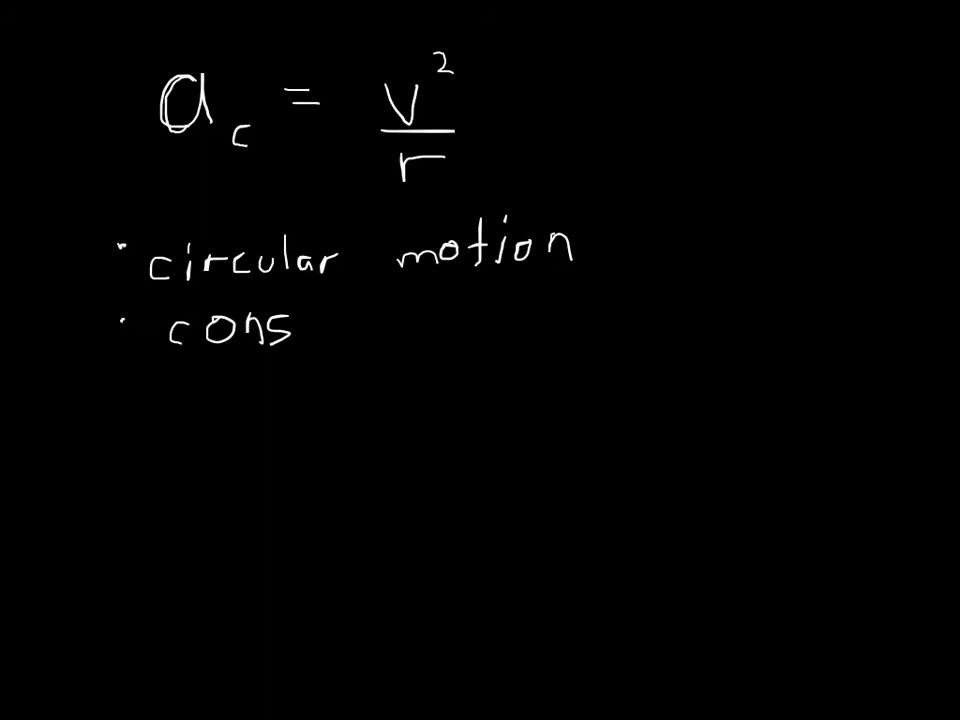 a_c = v²/r
· circular motion
· cons